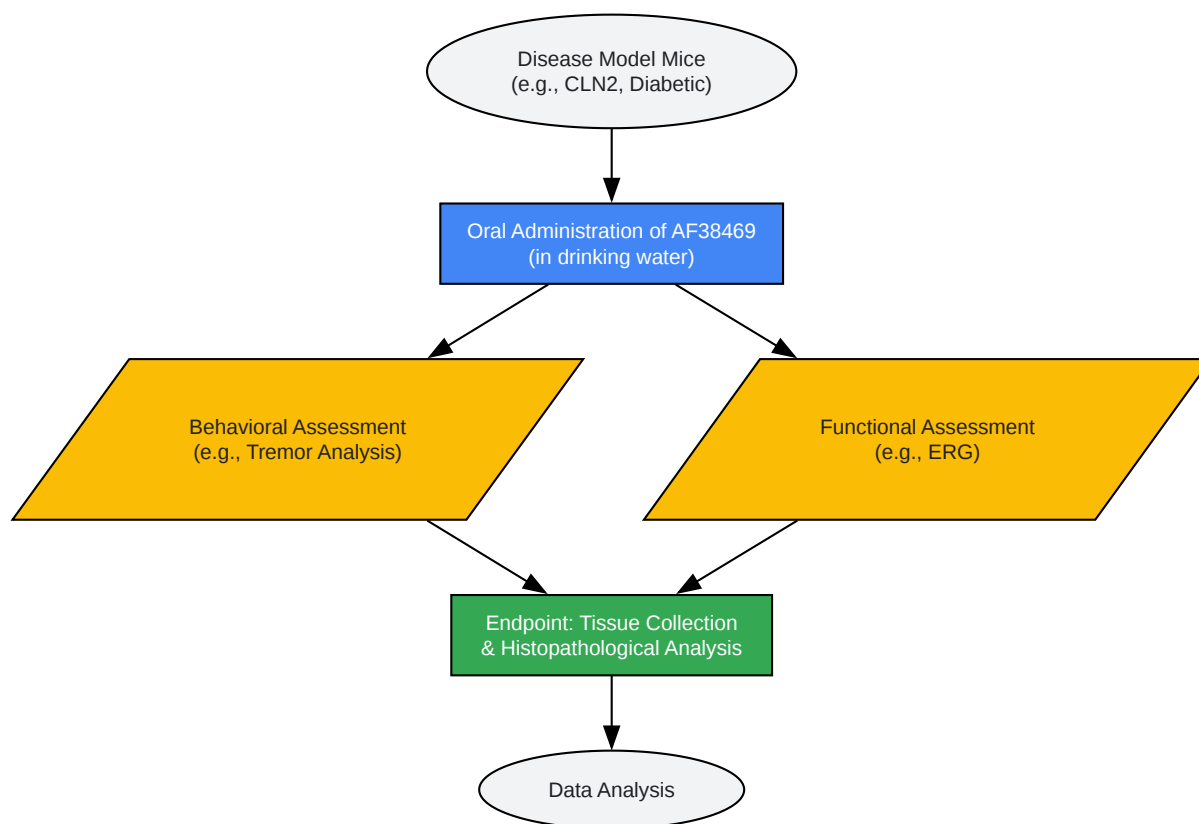 Disease Model Mice
(e.g., CLN2, Diabetic)
Oral Administration of AF38469
(in drinking water)
Behavioral Assessment
(e.g., Tremor Analysis)
Functional Assessment
(e.g., ERG)
Endpoint: Tissue Collection
& Histopathological Analysis
Data Analysis